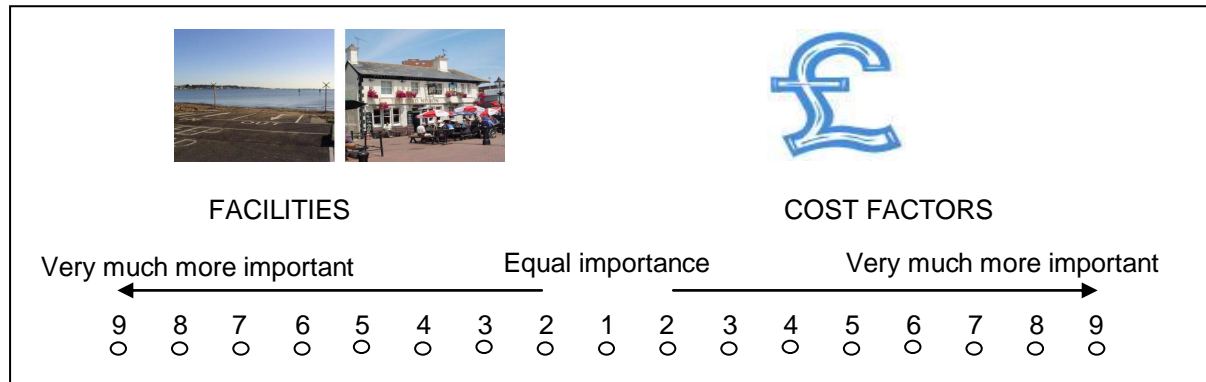 £
FACILITIES COST FACTORS
Very much more important Equal importance Very much more important
9 8 7 6 5 4 3 2 1 2 3 4 5 6 7 8 9